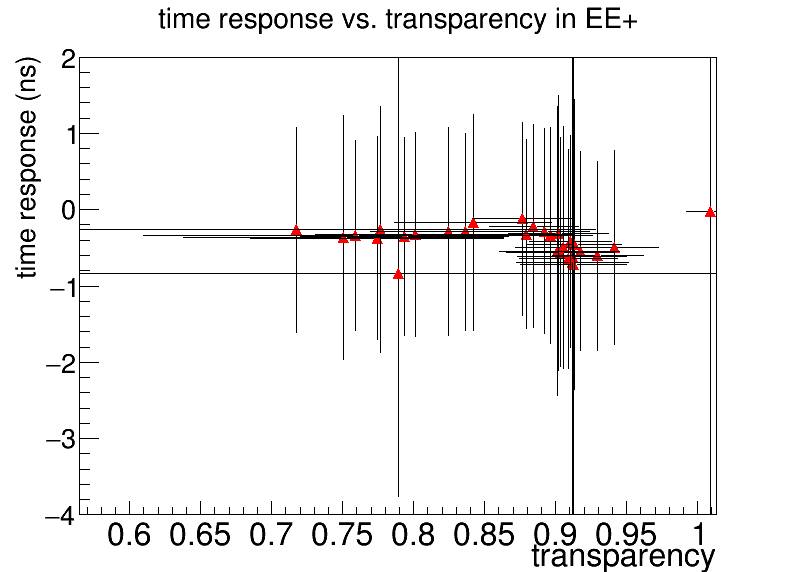 time response vs. transparency in EE+
time response (ns)
2
1
0
−1
−2
−3
−4
0.6 0.65 0.7 0.75 0.8 0.85 0.9 0.95 1
transparency